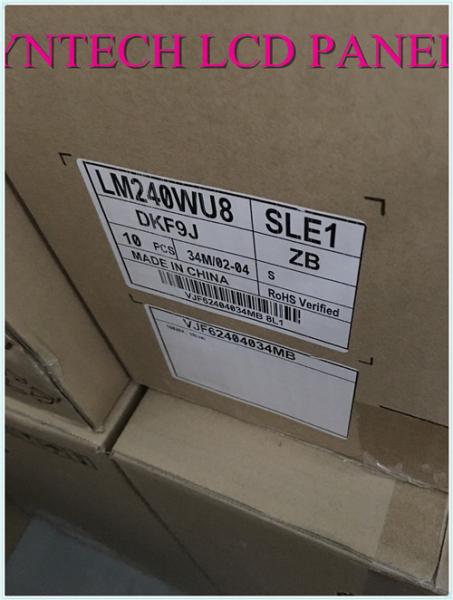 YNTECH LCD PANEL
LM240WU8 SLE1
DKF9J ZB
10 PCS 34M/02-04 S
MADE IN CHINA RoHS Verified
VJF62404034MB 8L1
VJF62404034MB